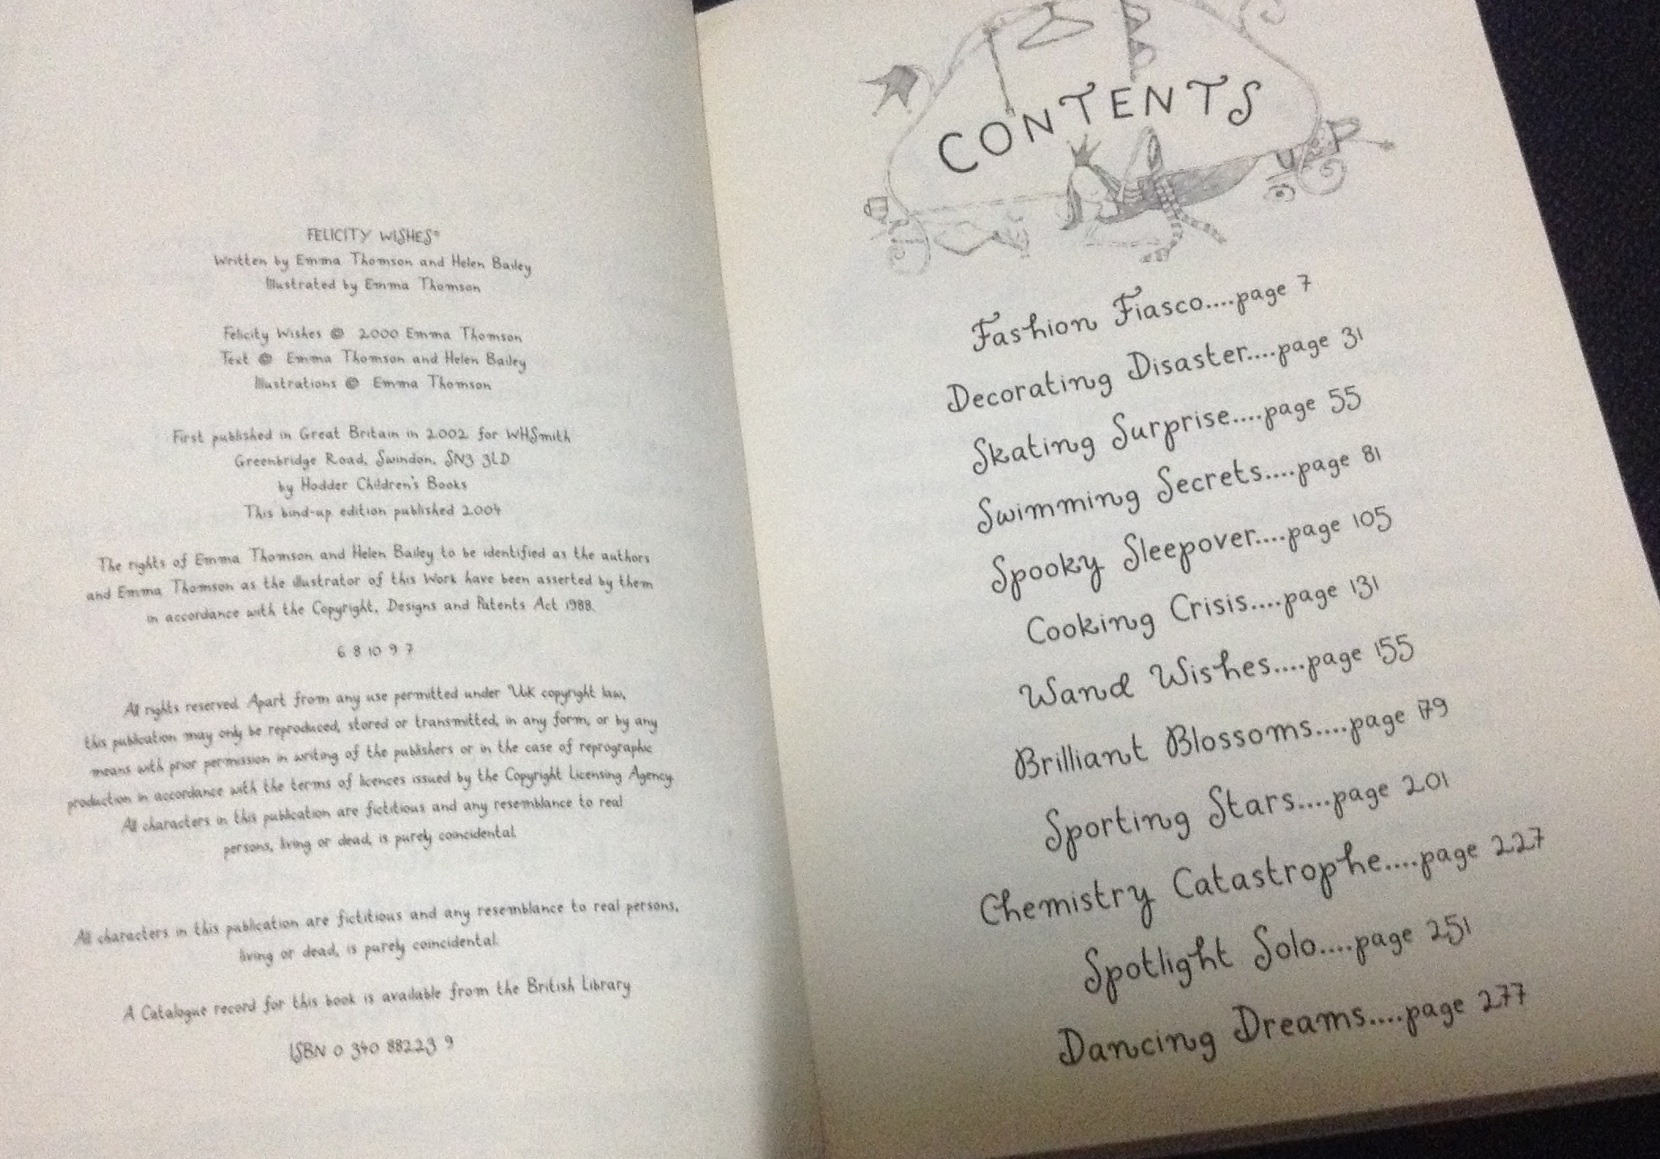 FELICITY WISHES®
Written by Emma Thomson and Helen Bailey
Illustrated by Emma Thomson
Felicity Wishes © 2000 Emma Thomson
Text © Emma Thomson and Helen Bailey
Illustrations © Emma Thomson
First published in Great Britain in 2002 for WHSmith
Greenbridge Road, Swindon, SN3 3LD
by Hodder Children's Books
This bind-up edition published 2004
The rights of Emma Thomson and Helen Bailey to be identified as the authors
and Emma Thomson as the illustrator of this Work have been asserted by them
in accordance with the Copyright, Designs and Patents Act 1988.
6 8 10 9 7
All rights reserved. Apart from any use permitted under UK copyright law,
this publication may only be reproduced, stored or transmitted, in any form, or by any
means with prior permission in writing of the publishers or in the case of reprographic
production in accordance with the terms of licences issued by the Copyright Licensing Agency.
All characters in this publication are fictitious and any resemblance to real
persons, living or dead, is purely coincidental.
All characters in this publication are fictitious and any resemblance to real persons,
living or dead, is purely coincidental.
A Catalogue record for this book is available from the British Library
ISBN 0 340 88223 9
CONTENTS
Fashion Fiasco....page 7
Decorating Disaster....page 31
Skating Surprise....page 55
Swimming Secrets....page 81
Spooky Sleepover....page 105
Cooking Crisis....page 131
Wand Wishes....page 155
Brilliant Blossoms....page 179
Sporting Stars....page 201
Chemistry Catastrophe....page 227
Spotlight Solo....page 251
Dancing Dreams....page 277